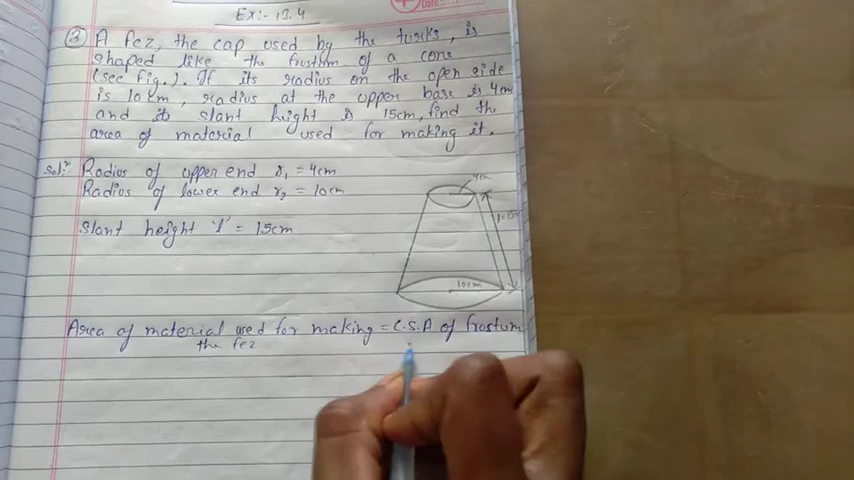 Date:
Ex:- 13.4
③ A fez, the cap used by the turks, is
shaped like the frustum of a cone
(see fig.). If its radius on the open side
is 10cm, radius at the upper base is 4cm
and its slant height is 15cm, find the
area of material used for making it.
Solⁿ: Radius of upper end r₁ = 4cm
Radius of lower end r₂ = 10cm
Slant height 'l' = 15cm
4cm
10cm
Area of material used for making = C.S.A of frustum
the fez